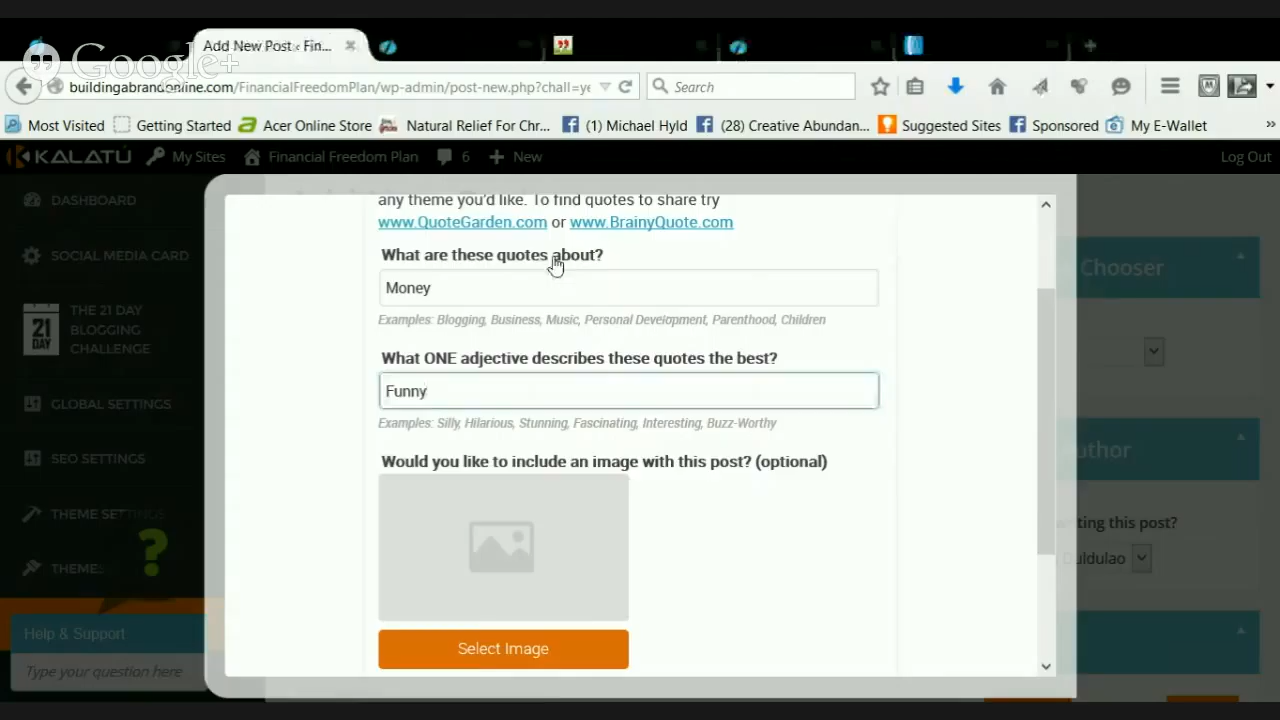 Add New Post ‹ Fin...
Google+
buildingabrandonline.com/FinancialFreedomPlan/wp-admin/post-new.php?chall=ye
Search
Most Visited Getting Started Acer Online Store Natural Relief For Chr... (1) Michael Hyld (28) Creative Abundan... Suggested Sites Sponsored My E-Wallet »
KALATU My Sites Financial Freedom Plan 6 New Log Out
DASHBOARD
SOCIAL MEDIA CARD
21 DAY
THE 21 DAY
BLOGGING
CHALLENGE
GLOBAL SETTINGS
SEO SETTINGS
THEME SETTINGS
THEMES
?
Help & Support
Type your question here
any theme you'd like. To find quotes to share try
www.QuoteGarden.com or www.BrainyQuote.com
What are these quotes about?
Money
Examples: Blogging, Business, Music, Personal Development, Parenthood, Children
What ONE adjective describes these quotes the best?
Funny
Examples: Silly, Hilarious, Stunning, Fascinating, Interesting, Buzz-Worthy
Would you like to include an image with this post? (optional)
Select Image
Chooser
uthor
ting this post?
Duldulao